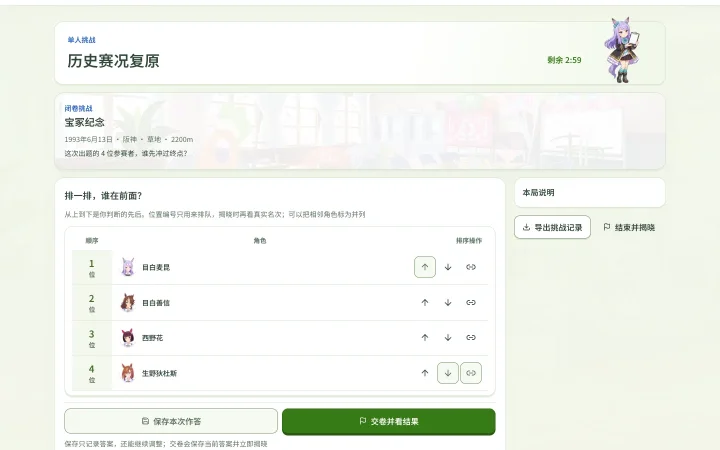 单人挑战
历史赛况复原
剩余 2:59
闭卷挑战
宝冢纪念
1993年6月13日 · 阪神 · 草地 · 2200m
这次出题的 4 位参赛者，谁先冲过终点？
排一排，谁在前面？
从上到下是你判断的先后。位置编号只用来排队，揭晓时再看真实名次；可以把相邻角色标为并列
顺序 角色 排序操作
1
位
目白麦昆
2
位
目白善信
3
位
西野花
4
位
生野狄杜斯
保存本次作答
交卷并看结果
保存只记录答案，还能继续调整；交卷会保存当前答案并立即揭晓
本局说明
导出挑战记录
结束并揭晓